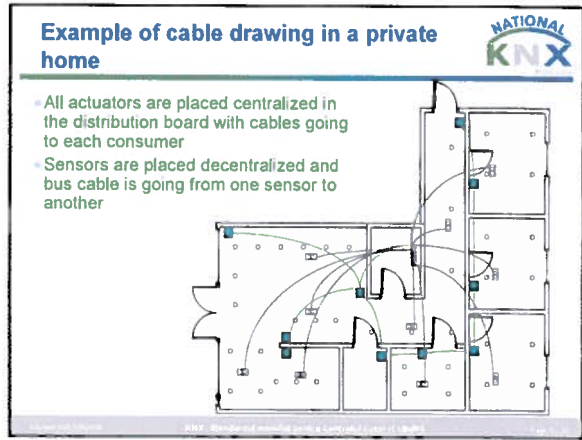 Example of cable drawing in a private
home
NATIONAL
KNX
All actuators are placed centralized in
the distribution board with cables going
to each consumer
Sensors are placed decentralized and
bus cable is going from one sensor to
another